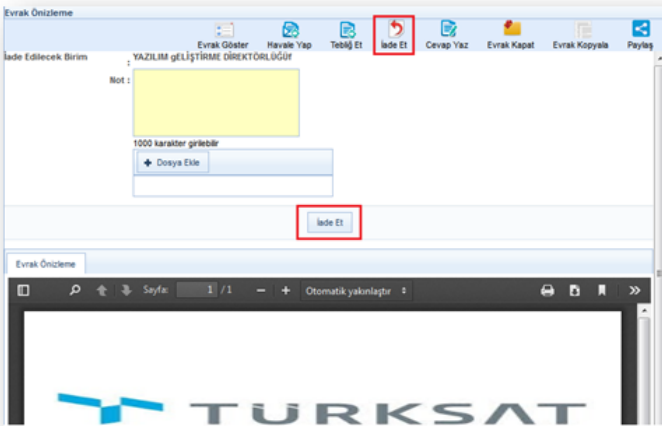 Evrak Önizleme
Evrak Göster Havale Yap Tebliğ Et İade Et Cevap Yaz Evrak Kapat Evrak Kopyala Paylaş
İade Edilecek Birim : YAZILIM gELİŞTİRME DİREKTÖRLÜĞÜf
Not :
1000 karakter girilebilir
+ Dosya Ekle
İade Et
Evrak Önizleme
Sayfa: 1 / 1 − + Otomatik yakınlaştır
TÜRKSAT